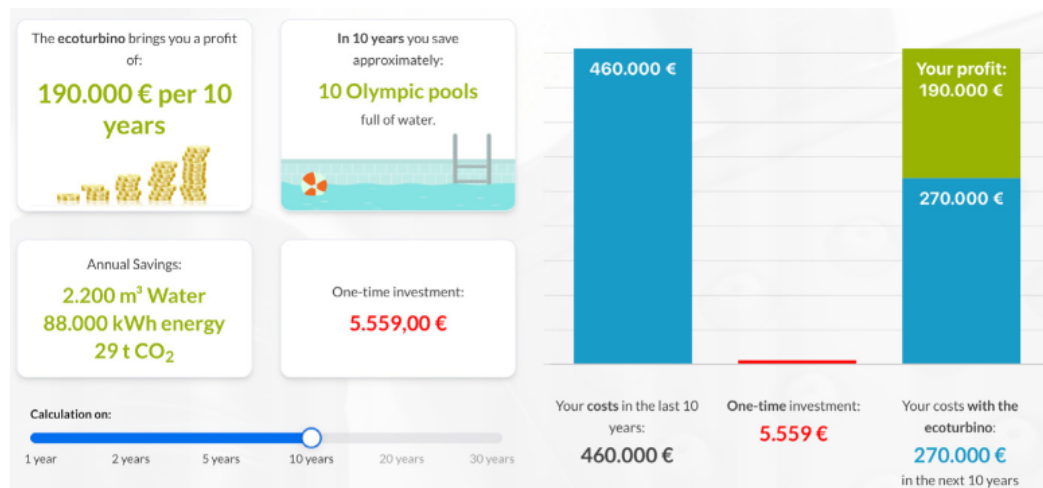 The ecoturbino brings you a profit
of:
190.000 € per 10
years
In 10 years you save
approximately:
10 Olympic pools
full of water.
Annual Savings:
2.200 m³ Water
88.000 kWh energy
29 t CO₂
One-time investment:
5.559,00 €
Calculation on:
1 year 2 years 5 years 10 years 20 years 30 years
460.000 €
Your profit:
190.000 €
270.000 €
Your costs in the last 10
years:
460.000 €
One-time investment:
5.559 €
Your costs with the
ecoturbino:
270.000 €
in the next 10 years